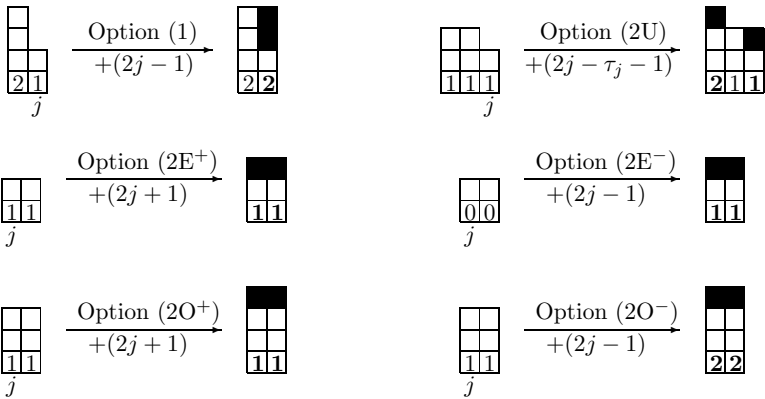 Option (1)
+(2j − 1)
2 1
j
2 2
Option (2U)
+(2j − τj − 1)
1 1 1
j
2 1 1
Option (2E+)
+(2j + 1)
1 1
j
1 1
Option (2E−)
+(2j − 1)
0 0
j
1 1
Option (2O+)
+(2j + 1)
1 1
j
1 1
Option (2O−)
+(2j − 1)
1 1
j
2 2